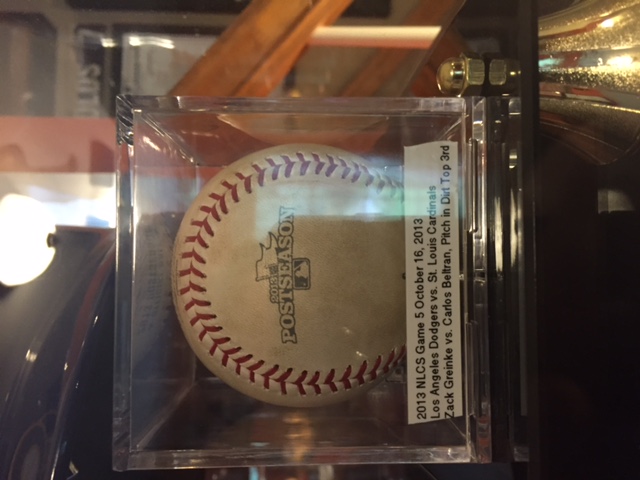 2013
POSTSEASON
2013 NLCS Game 5 October 16, 2013
Los Angeles Dodgers vs. St. Louis Cardinals
Zack Greinke vs. Carlos Beltran, Pitch in Dirt Top 3rd